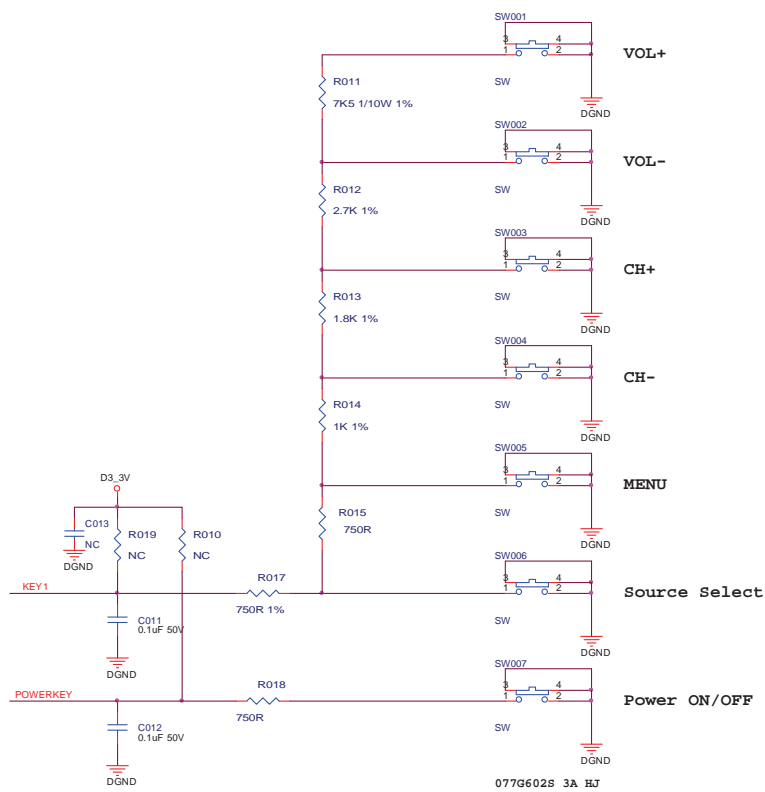 SW001
3
4
1
2
VOL+
R011
SW
7K5 1/10W 1%
DGND
SW002
3
4
1
2
VOL-
R012
SW
2.7K 1%
DGND
SW003
3
4
1
2
CH+
R013
SW
1.8K 1%
DGND
SW004
3
4
1
2
CH-
R014
SW
1K 1%
DGND
SW005
3
4
1
2
MENU
D3_3V
R015
SW
750R
C013
R019
R010
NC
NC
NC
DGND
DGND
SW006
R017
3
4
KEY1
1
2
Source Select
750R 1%
C011
0.1uF 50V
SW
DGND
DGND
SW007
R018
3
4
POWERKEY
1
2
Power ON/OFF
750R
C012
0.1uF 50V
SW
DGND
DGND
077G602S 3A HJ